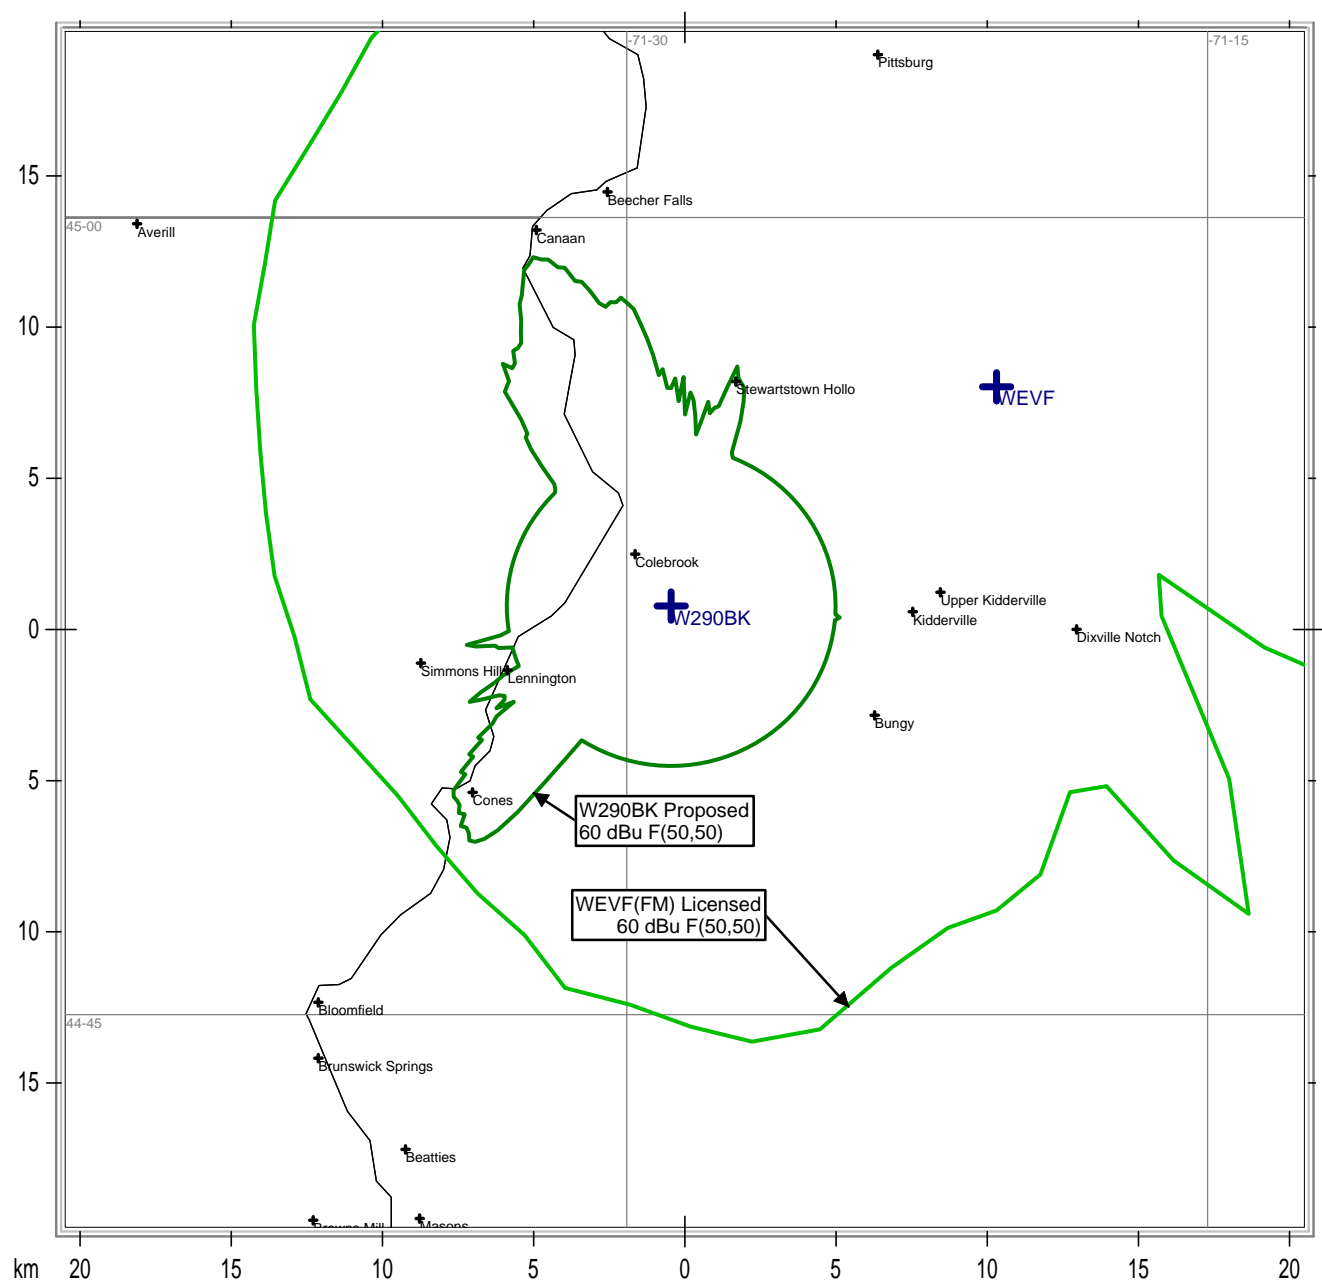 -71-30
-71-15
Pittsburg
15
Beecher Falls
45-00
Averill
Canaan
10
Stewartstown Hollo
WEVF
5
Colebrook
Upper Kidderville
W290BK
Kidderville
0
Dixville Notch
Simmons Hill
Lennington
Bungy
5
Cones
W290BK Proposed
60 dBu F(50,50)
WEVF(FM) Licensed
60 dBu F(50,50)
10
Bloomfield
44-45
Brunswick Springs
15
Beatties
Browns Mill
Masons
km 20 15 10 5 0 5 10 15 20